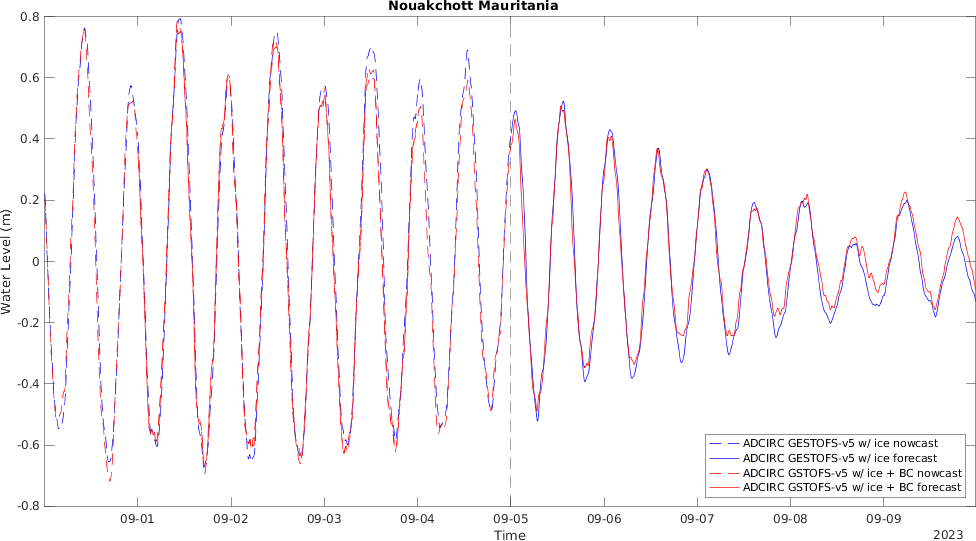 Nouakchott Mauritania
0.8
0.6
0.4
0.2
0
-0.2
-0.4
-0.6
-0.8
Water Level (m)
ADCIRC GESTOFS-v5 w/ ice nowcast
ADCIRC GESTOFS-v5 w/ ice forecast
ADCIRC GSTOFS-v5 w/ ice + BC nowcast
ADCIRC GSTOFS-v5 w/ ice + BC forecast
09-01 09-02 09-03 09-04 09-05 09-06 09-07 09-08 09-09
Time
2023